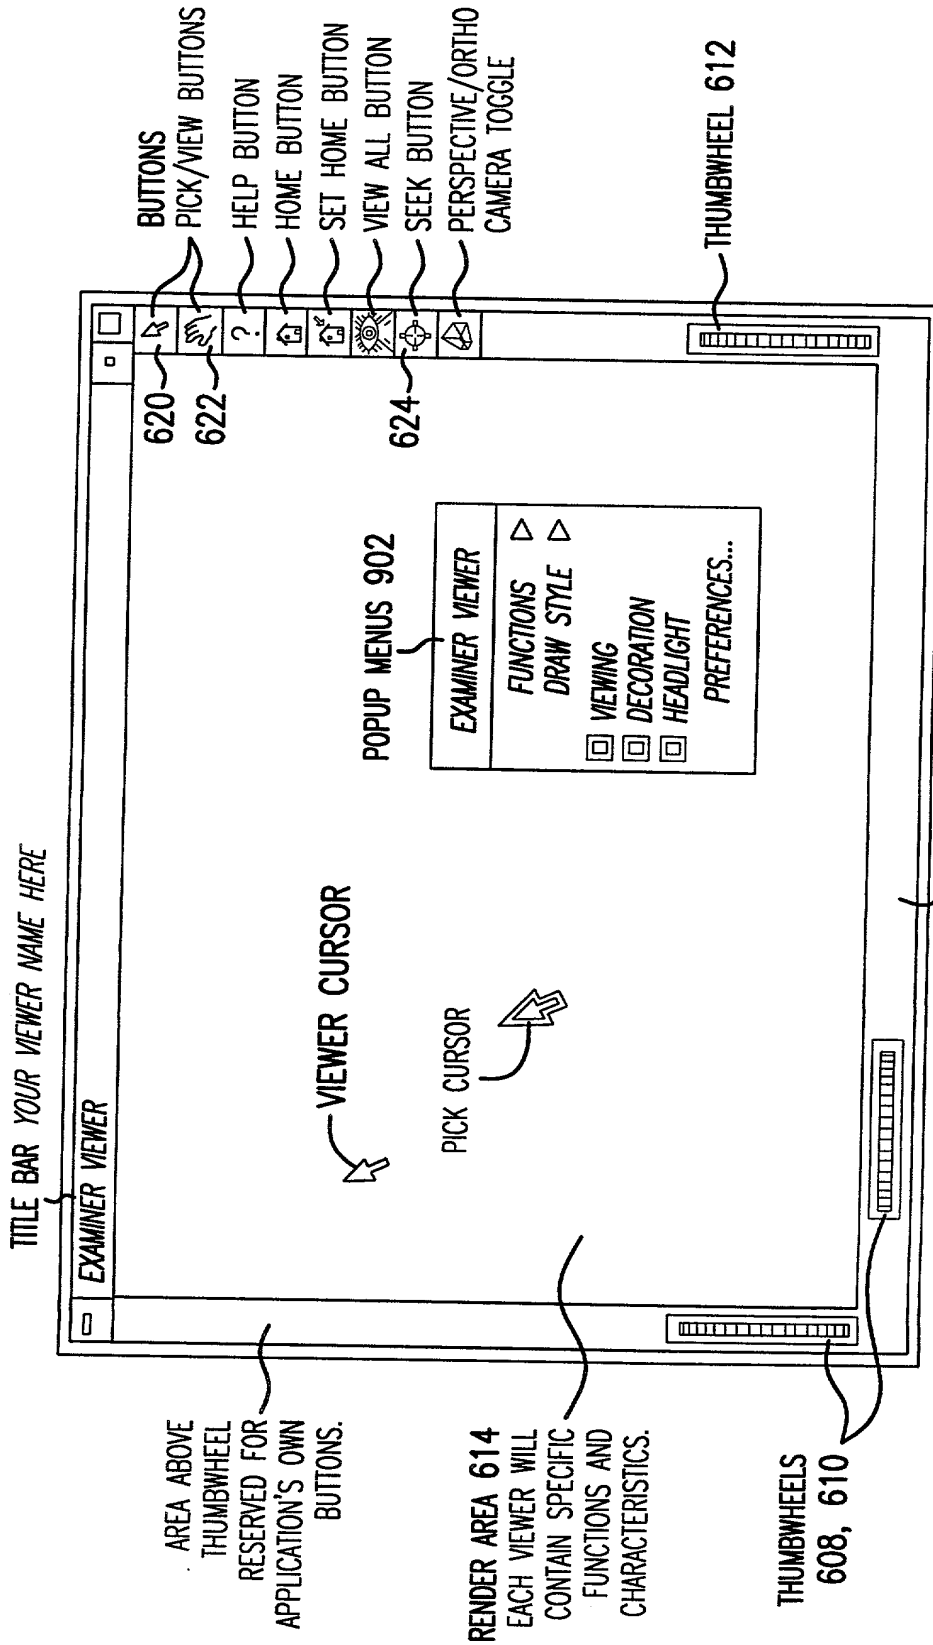 TITLE BAR YOUR VIEWER NAME HERE
EXAMINER VIEWER
BUTTONS
PICK/VIEW BUTTONS
HELP BUTTON
HOME BUTTON
SET HOME BUTTON
VIEW ALL BUTTON
SEEK BUTTON
PERSPECTIVE/ORTHO
CAMERA TOGGLE
620
622
?
624
THUMBWHEEL 612
POPUP MENUS 902
EXAMINER VIEWER
FUNCTIONS
DRAW STYLE
VIEWING
DECORATION
HEADLIGHT
PREFERENCES...
VIEWER CURSOR
PICK CURSOR
AREA ABOVE
THUMBWHEEL
RESERVED FOR
APPLICATION'S OWN
BUTTONS.
RENDER AREA 614
EACH VIEWER WILL
CONTAIN SPECIFIC
FUNCTIONS AND
CHARACTERISTICS.
THUMBWHEELS
608, 610